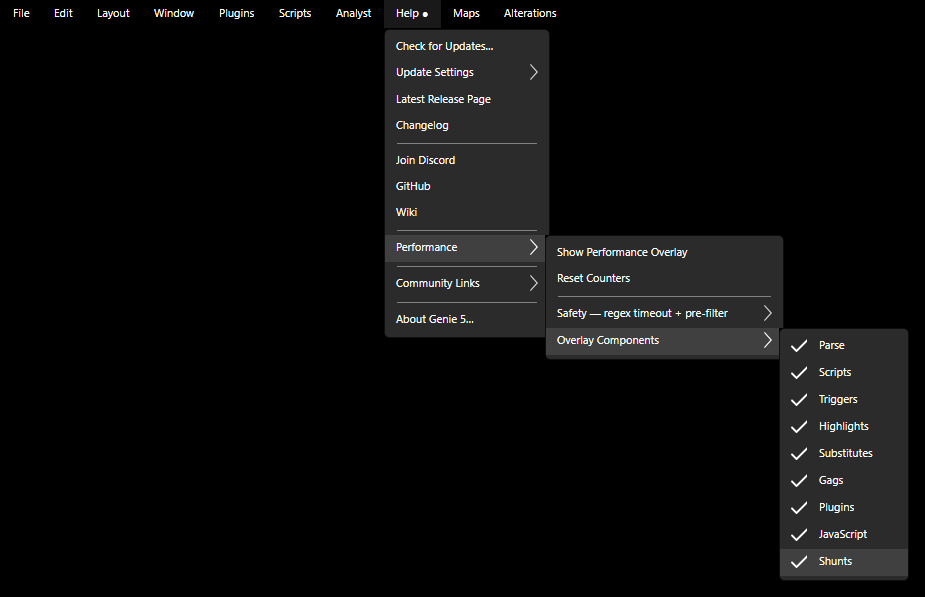 File Edit Layout Window Plugins Scripts Analyst Help ● Maps Alterations
Check for Updates...
Update Settings
Latest Release Page
Changelog
Join Discord
GitHub
Wiki
Performance
Community Links
About Genie 5...
Show Performance Overlay
Reset Counters
Safety — regex timeout + pre-filter
Overlay Components
Parse
Scripts
Triggers
Highlights
Substitutes
Gags
Plugins
JavaScript
Shunts